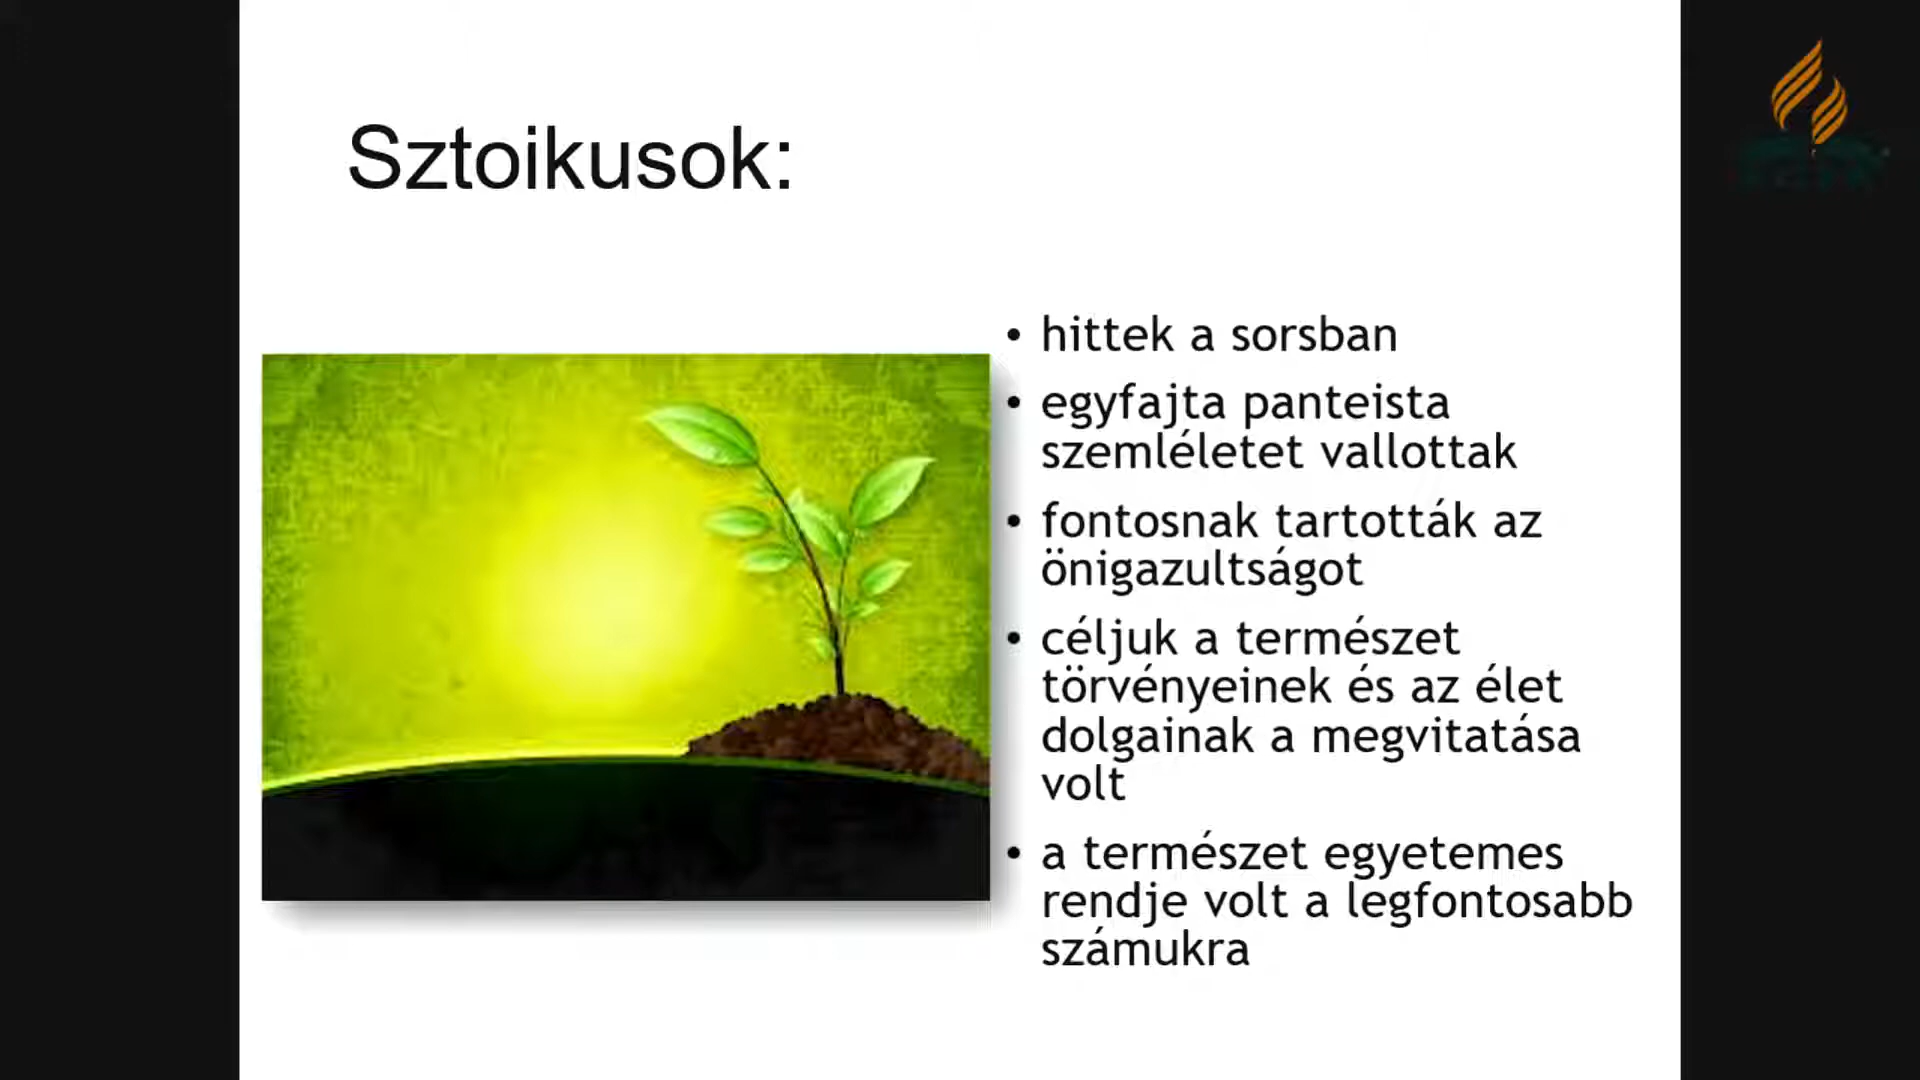 Sztoikusok:
• hittek a sorsban
• egyfajta panteista
szemléletet vallottak
• fontosnak tartották az
önigazultságot
• céljuk a természet
törvényeinek és az élet
dolgainak a megvitatása
volt
• a természet egyetemes
rendje volt a legfontosabb
számukra